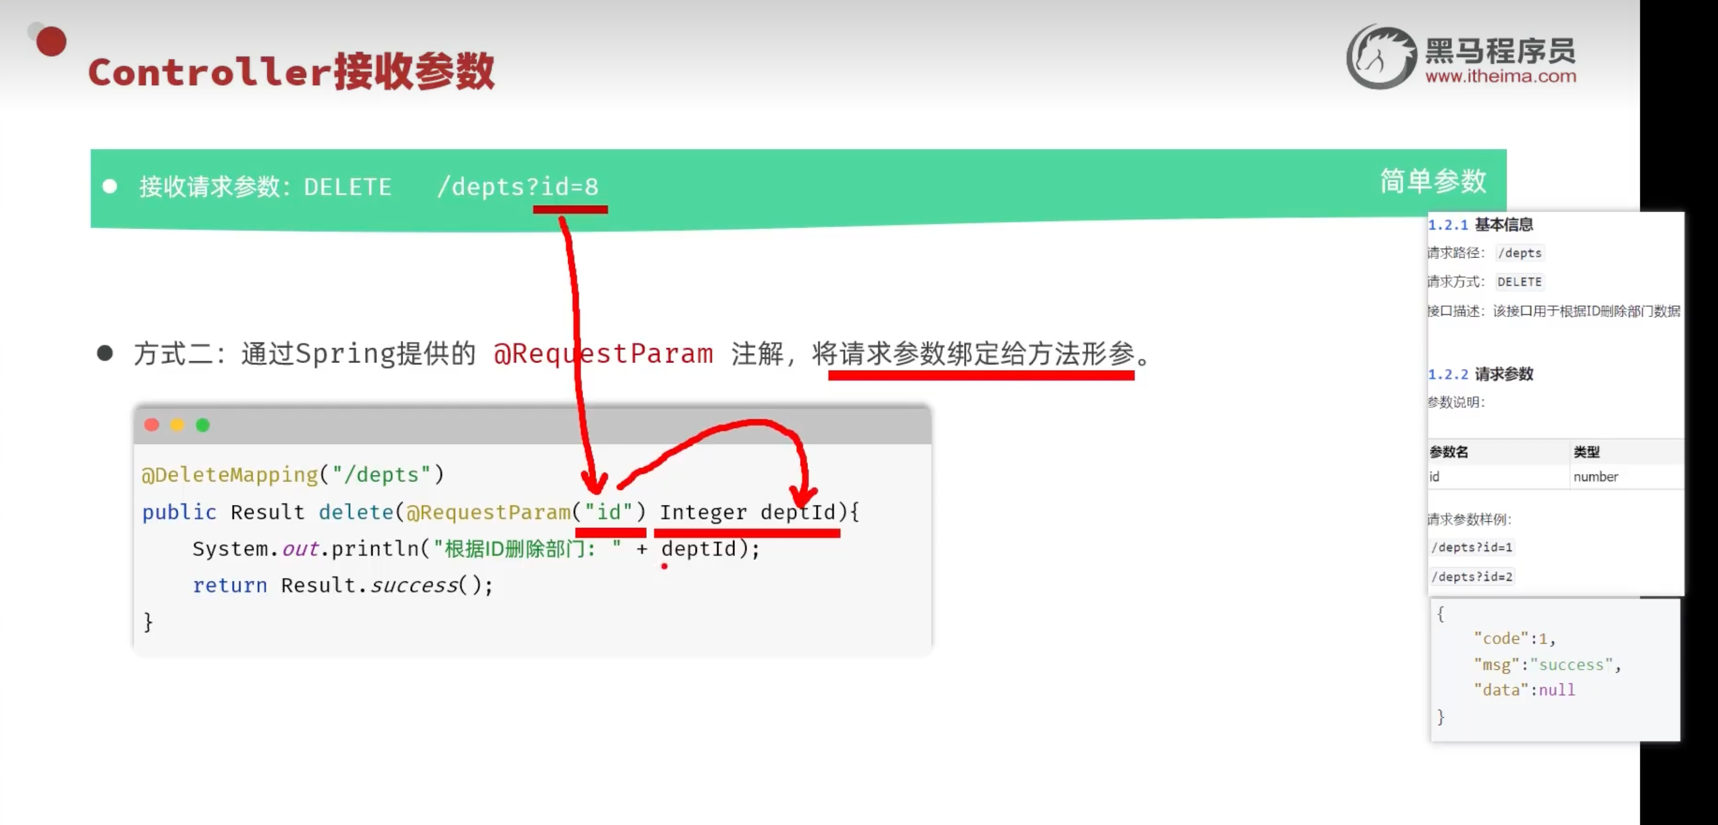 Controller接收参数
黑马程序员
www.itheima.com
接收请求参数：DELETE /depts?id=8
简单参数
方式二：通过Spring提供的 @RequestParam 注解，将请求参数绑定给方法形参。
@DeleteMapping("/depts")
public Result delete(@RequestParam("id") Integer deptId){
System.out.println("根据ID删除部门: " + deptId);
return Result.success();
}
1.2.1 基本信息
请求路径： /depts
请求方式： DELETE
接口描述：该接口用于根据ID删除部门数据
1.2.2 请求参数
参数说明：
参数名 类型
id number
请求参数样例：
/depts?id=1
/depts?id=2
{
"code":1,
"msg":"success",
"data":null
}